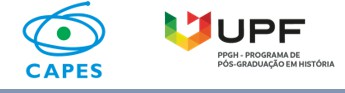 CAPES
UPF
PPGH - PROGRAMA DE
PÓS-GRADUAÇÃO EM HISTÓRIA